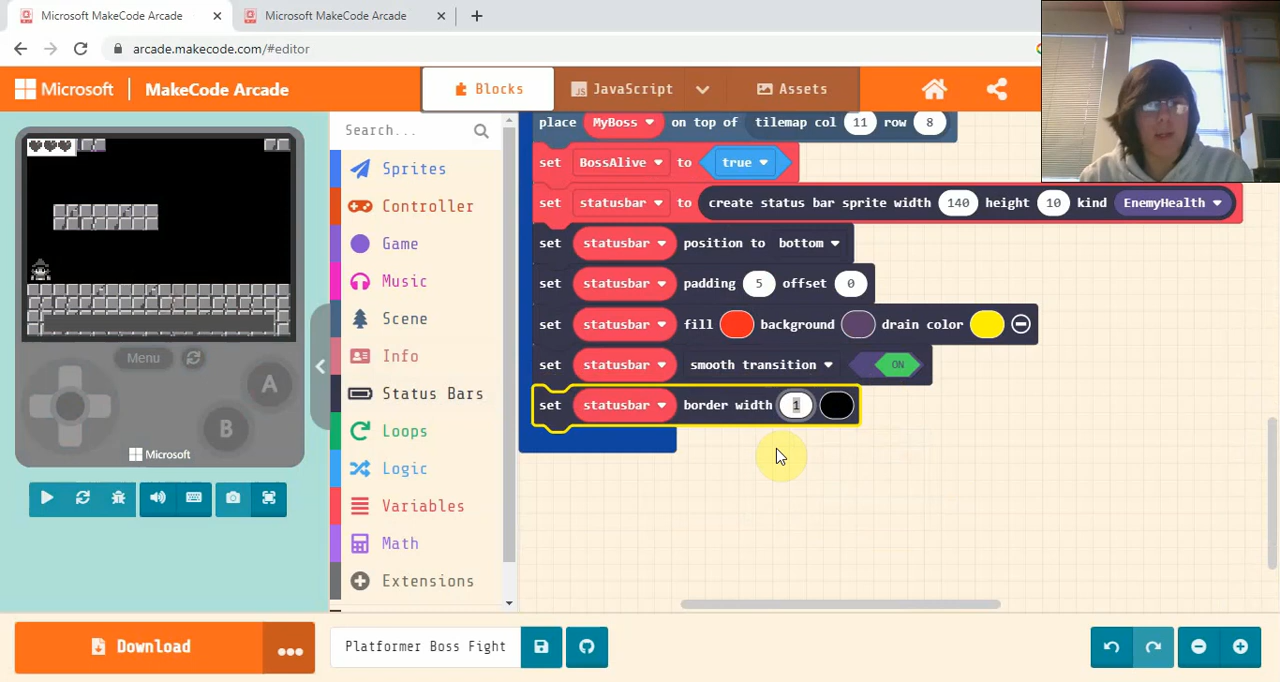 Microsoft MakeCode Arcade
Microsoft MakeCode Arcade
arcade.makecode.com/#editor
Microsoft
MakeCode Arcade
Blocks
JavaScript
Assets
Search...
Sprites
Controller
Game
Music
Scene
Info
Status Bars
Loops
Logic
Variables
Math
Extensions
Menu
A
B
Microsoft
place MyBoss on top of tilemap col 11 row 8
set BossAlive to true
set statusbar to create status bar sprite width 140 height 10 kind EnemyHealth
set statusbar position to bottom
set statusbar padding 5 offset 0
set statusbar fill background drain color
set statusbar smooth transition ON
set statusbar border width 1
Download
Platformer Boss Fight